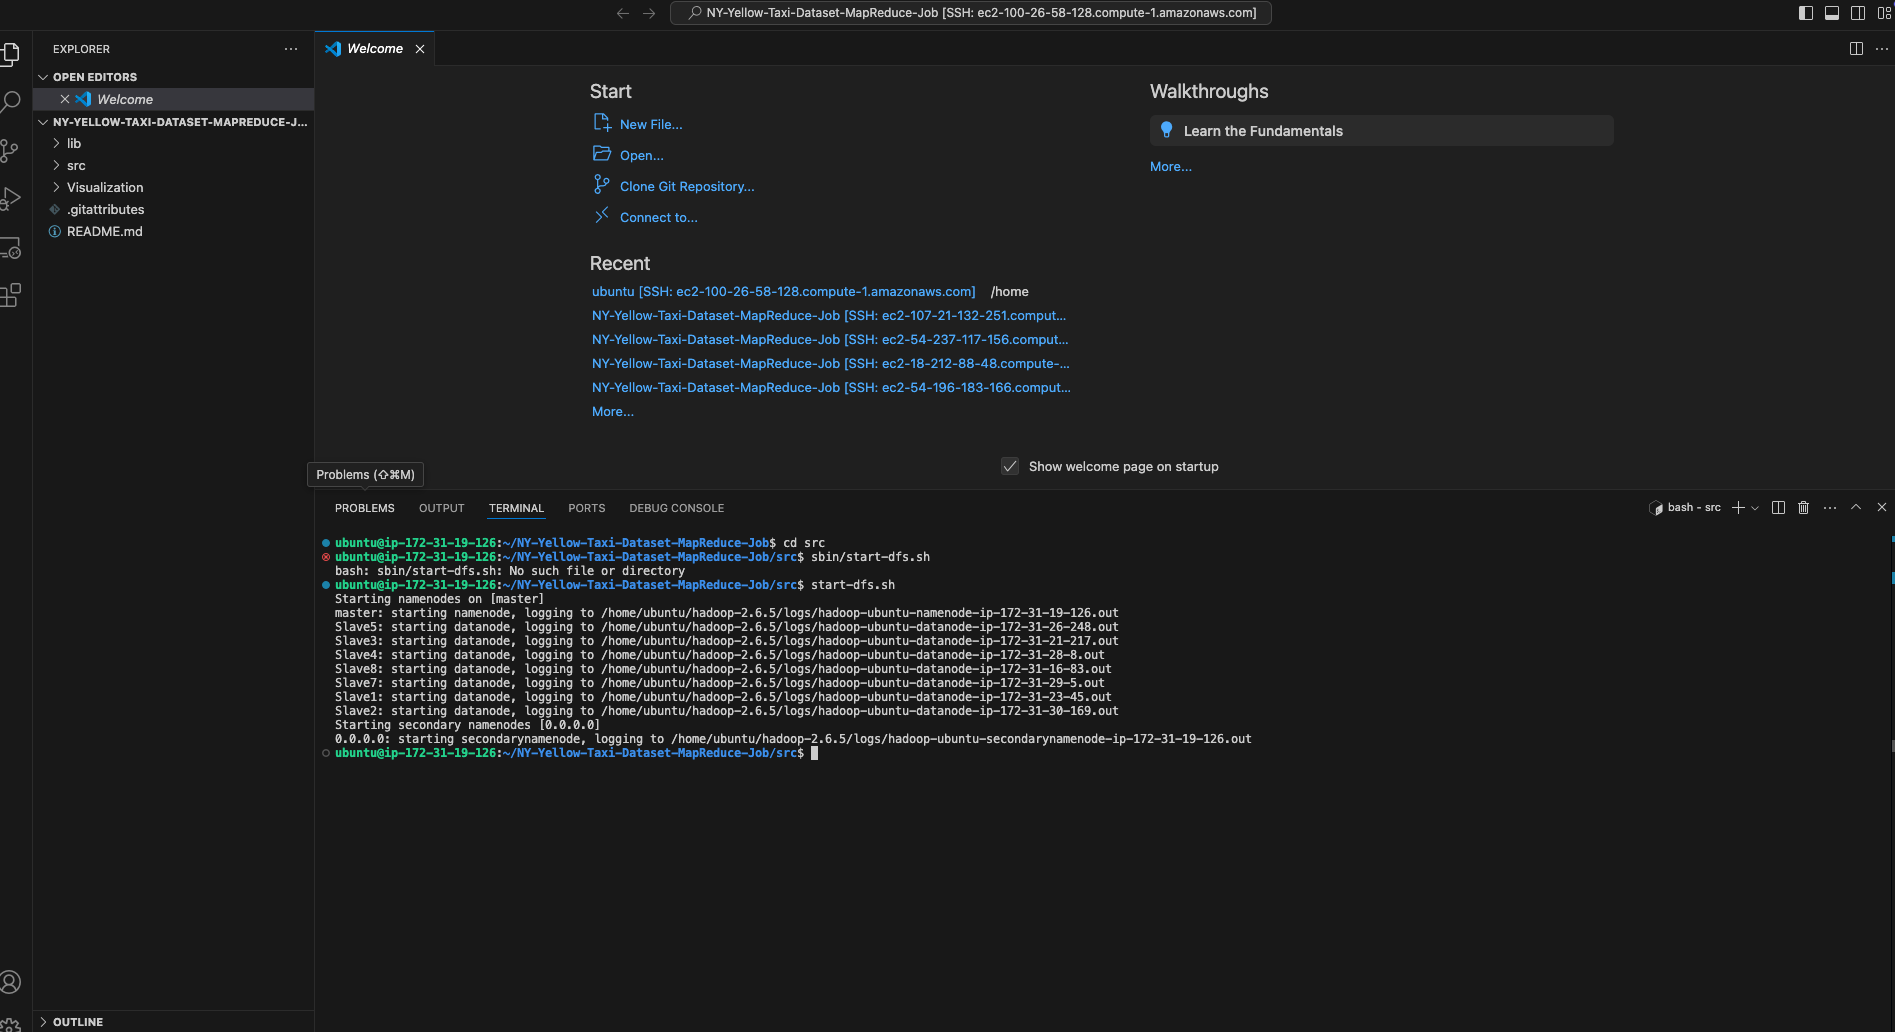 NY-Yellow-Taxi-Dataset-MapReduce-Job [SSH: ec2-100-26-58-128.compute-1.amazonaws.com]
EXPLORER
OPEN EDITORS
Welcome
NY-YELLOW-TAXI-DATASET-MAPREDUCE-J...
lib
src
Visualization
.gitattributes
README.md
OUTLINE
Welcome
Start
New File...
Open...
Clone Git Repository...
Connect to...
Recent
ubuntu [SSH: ec2-100-26-58-128.compute-1.amazonaws.com] /home
NY-Yellow-Taxi-Dataset-MapReduce-Job [SSH: ec2-107-21-132-251.comput...
NY-Yellow-Taxi-Dataset-MapReduce-Job [SSH: ec2-54-237-117-156.comput...
NY-Yellow-Taxi-Dataset-MapReduce-Job [SSH: ec2-18-212-88-48.compute-...
NY-Yellow-Taxi-Dataset-MapReduce-Job [SSH: ec2-54-196-183-166.comput...
More...
Walkthroughs
Learn the Fundamentals
More...
Show welcome page on startup
Problems (⇧⌘M)
PROBLEMS OUTPUT TERMINAL PORTS DEBUG CONSOLE
bash - src
ubuntu@ip-172-31-19-126:~/NY-Yellow-Taxi-Dataset-MapReduce-Job$ cd src
ubuntu@ip-172-31-19-126:~/NY-Yellow-Taxi-Dataset-MapReduce-Job/src$ sbin/start-dfs.sh
bash: sbin/start-dfs.sh: No such file or directory
ubuntu@ip-172-31-19-126:~/NY-Yellow-Taxi-Dataset-MapReduce-Job/src$ start-dfs.sh
Starting namenodes on [master]
master: starting namenode, logging to /home/ubuntu/hadoop-2.6.5/logs/hadoop-ubuntu-namenode-ip-172-31-19-126.out
Slave5: starting datanode, logging to /home/ubuntu/hadoop-2.6.5/logs/hadoop-ubuntu-datanode-ip-172-31-26-248.out
Slave3: starting datanode, logging to /home/ubuntu/hadoop-2.6.5/logs/hadoop-ubuntu-datanode-ip-172-31-21-217.out
Slave4: starting datanode, logging to /home/ubuntu/hadoop-2.6.5/logs/hadoop-ubuntu-datanode-ip-172-31-28-8.out
Slave8: starting datanode, logging to /home/ubuntu/hadoop-2.6.5/logs/hadoop-ubuntu-datanode-ip-172-31-16-83.out
Slave7: starting datanode, logging to /home/ubuntu/hadoop-2.6.5/logs/hadoop-ubuntu-datanode-ip-172-31-29-5.out
Slave1: starting datanode, logging to /home/ubuntu/hadoop-2.6.5/logs/hadoop-ubuntu-datanode-ip-172-31-23-45.out
Slave2: starting datanode, logging to /home/ubuntu/hadoop-2.6.5/logs/hadoop-ubuntu-datanode-ip-172-31-30-169.out
Starting secondary namenodes [0.0.0.0]
0.0.0.0: starting secondarynamenode, logging to /home/ubuntu/hadoop-2.6.5/logs/hadoop-ubuntu-secondarynamenode-ip-172-31-19-126.out
ubuntu@ip-172-31-19-126:~/NY-Yellow-Taxi-Dataset-MapReduce-Job/src$